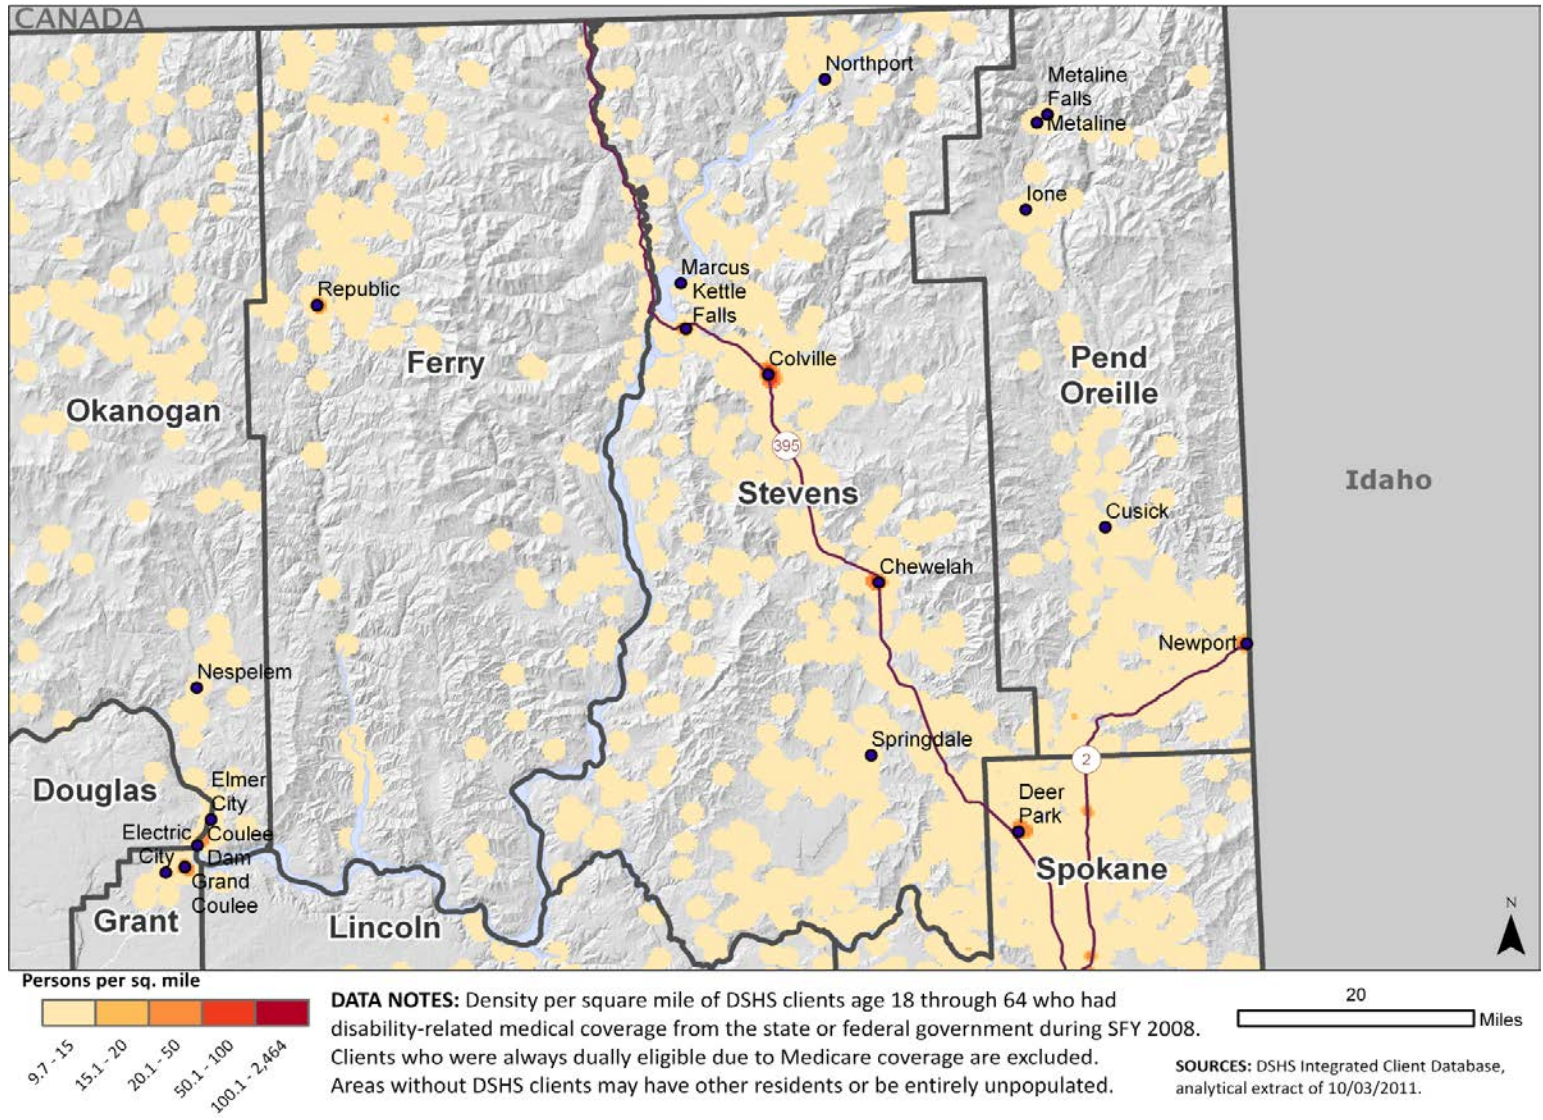 CANADA
Northport
Metaline
Falls
Metaline
Ione
Marcus
Kettle
Falls
Republic
Ferry
Colville
Pend
Oreille
Okanogan
395
Stevens
Idaho
Cusick
Chewelah
Newport
Nespelem
Springdale
2
Douglas
Elmer
City
Deer
Park
Electric
City
Coulee
Dam
Grand
Coulee
Spokane
Grant
Lincoln
N
Persons per sq. mile
9.7 - 15
15.1 - 20
20.1 - 50
50.1 - 100
100.1 - 2,464
DATA NOTES: Density per square mile of DSHS clients age 18 through 64 who had
disability-related medical coverage from the state or federal government during SFY 2008.
Clients who were always dually eligible due to Medicare coverage are excluded.
Areas without DSHS clients may have other residents or be entirely unpopulated.
20
Miles
SOURCES: DSHS Integrated Client Database,
analytical extract of 10/03/2011.